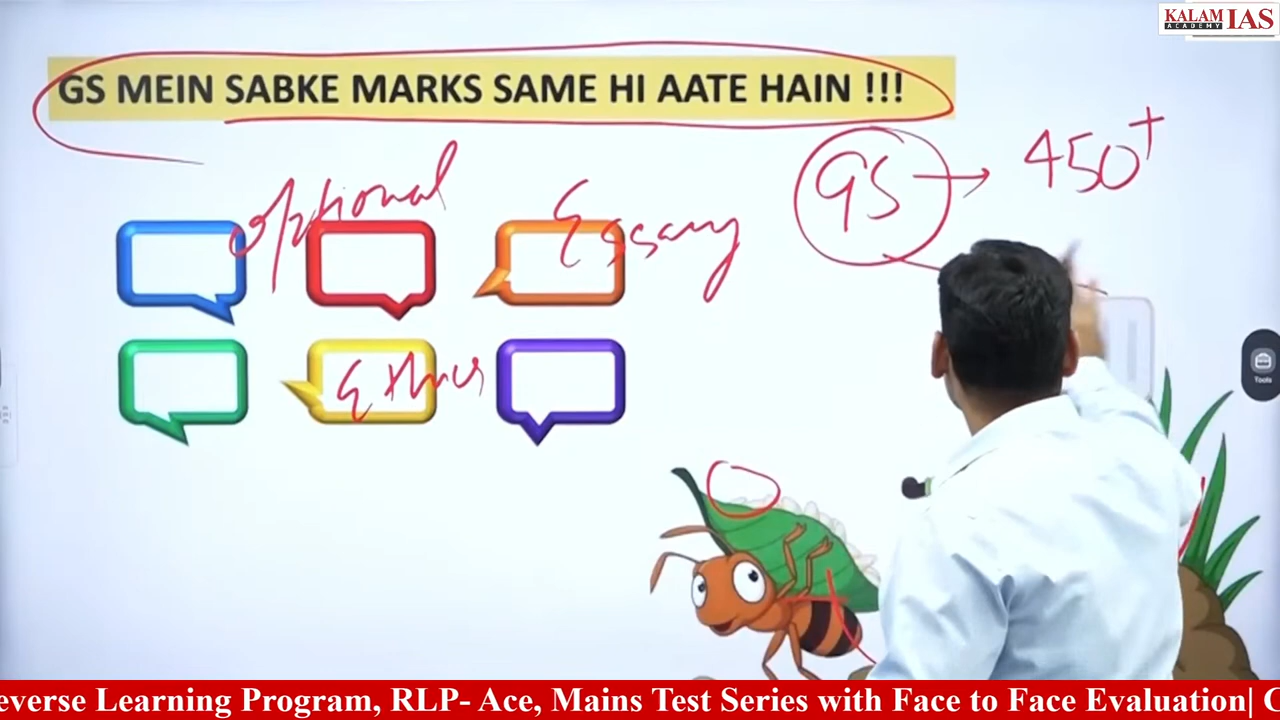 KALAM IAS
ACADEMY
GS MEIN SABKE MARKS SAME HI AATE HAIN !!!
GS → 450+
Optional
Essay
Ethics
Tools
everse Learning Program, RLP- Ace, Mains Test Series with Face to Face Evaluation| C